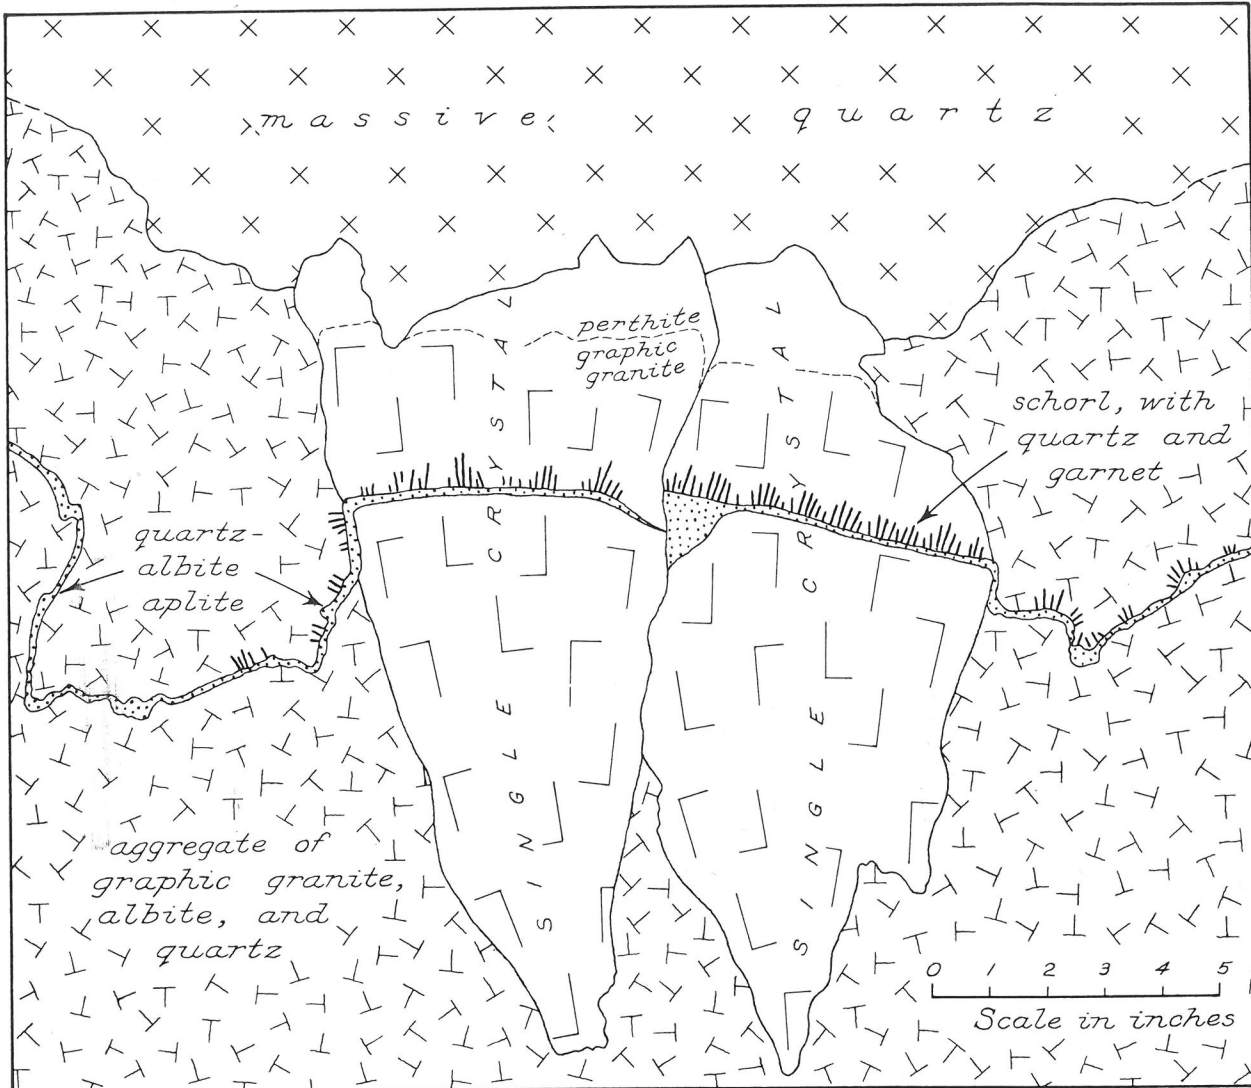 massive quartz
perthite
graphic
granite
SINGLE CRYSTAL
SINGLE CRYSTAL
schorl, with
quartz and
garnet
quartz-
albite
aplite
aggregate of
graphic granite,
albite, and
quartz
0 1 2 3 4 5
Scale in inches